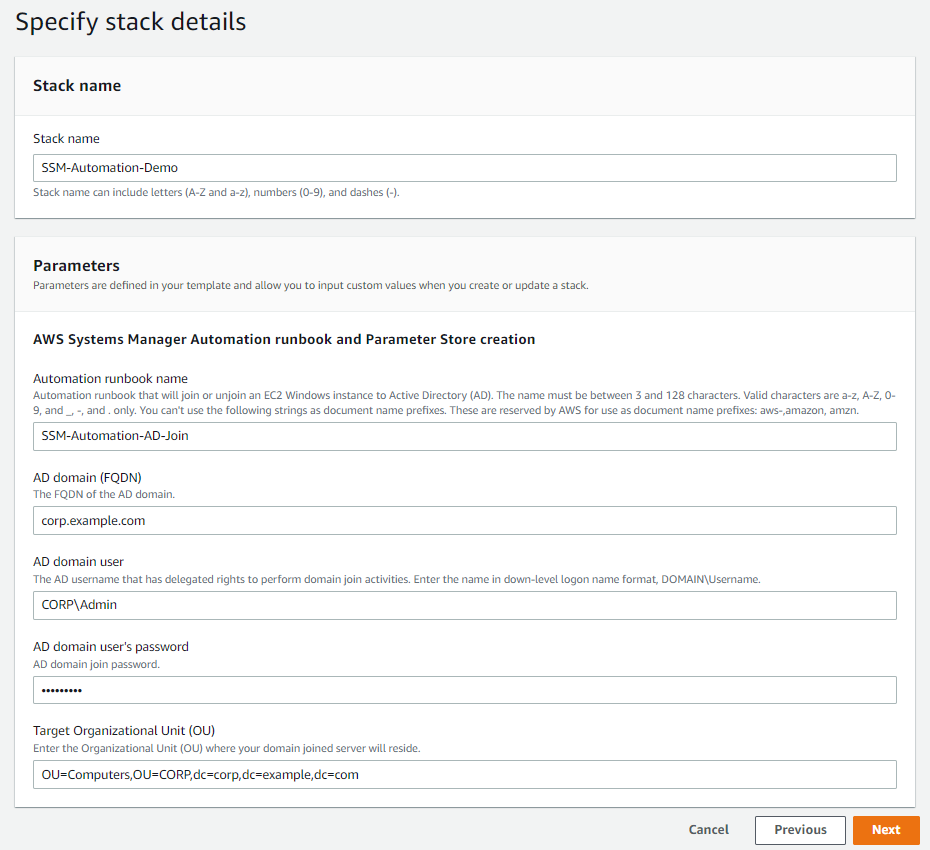 Specify stack details
Stack name
Stack name
SSM-Automation-Demo
Stack name can include letters (A-Z and a-z), numbers (0-9), and dashes (-).
Parameters
Parameters are defined in your template and allow you to input custom values when you create or update a stack.
AWS Systems Manager Automation runbook and Parameter Store creation
Automation runbook name
Automation runbook that will join or unjoin an EC2 Windows instance to Active Directory (AD). The name must be between 3 and 128 characters. Valid characters are a-z, A-Z, 0-
9, and _, -, and . only. You can't use the following strings as document name prefixes. These are reserved by AWS for use as document name prefixes: aws-,amazon, amzn.
SSM-Automation-AD-Join
AD domain (FQDN)
The FQDN of the AD domain.
corp.example.com
AD domain user
The AD username that has delegated rights to perform domain join activities. Enter the name in down-level logon name format, DOMAIN\Username.
CORP\Admin
AD domain user's password
AD domain join password.
•••••••••
Target Organizational Unit (OU)
Enter the Organizational Unit (OU) where your domain joined server will reside.
OU=Computers,OU=CORP,dc=corp,dc=example,dc=com
Cancel
Previous
Next